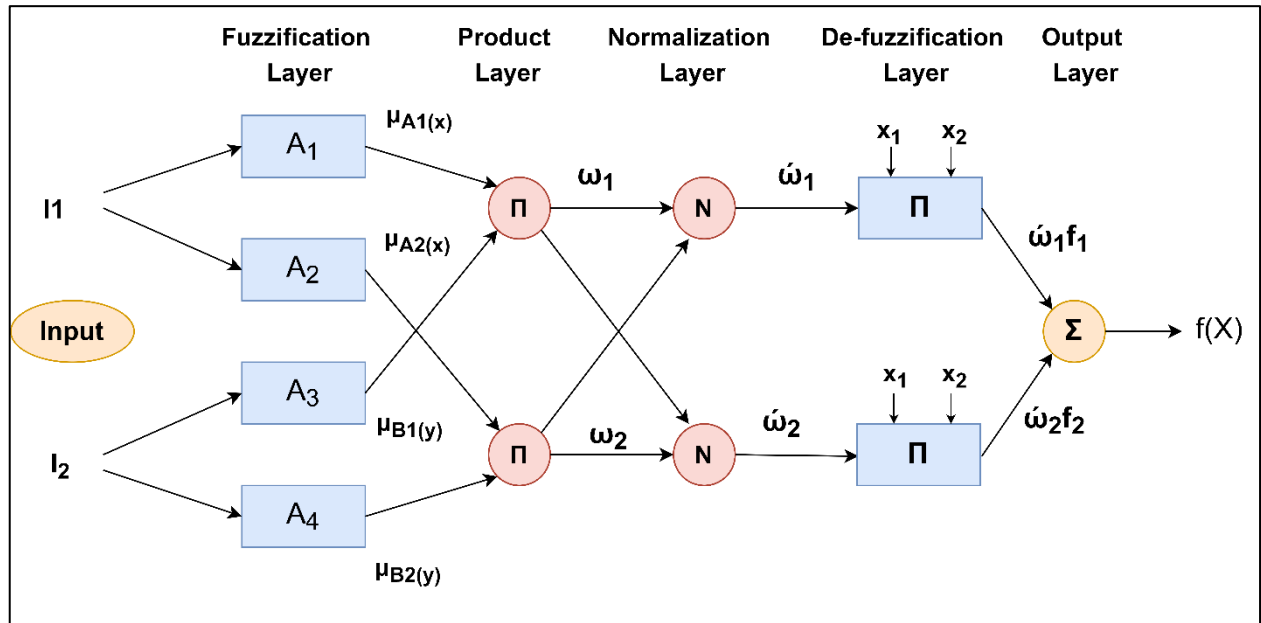 Fuzzification Layer
Product Layer
Normalization Layer
De-fuzzification Layer
Output Layer
μA1(x)
A1
x1 x2
I1
Π
ω1
N
ώ1
Π
μA2(x)
A2
ώ1f1
Input
Σ
f(X)
A3
x1 x2
μB1(y)
ώ2f2
I2
Π
ω2
N
ώ2
Π
A4
μB2(y)